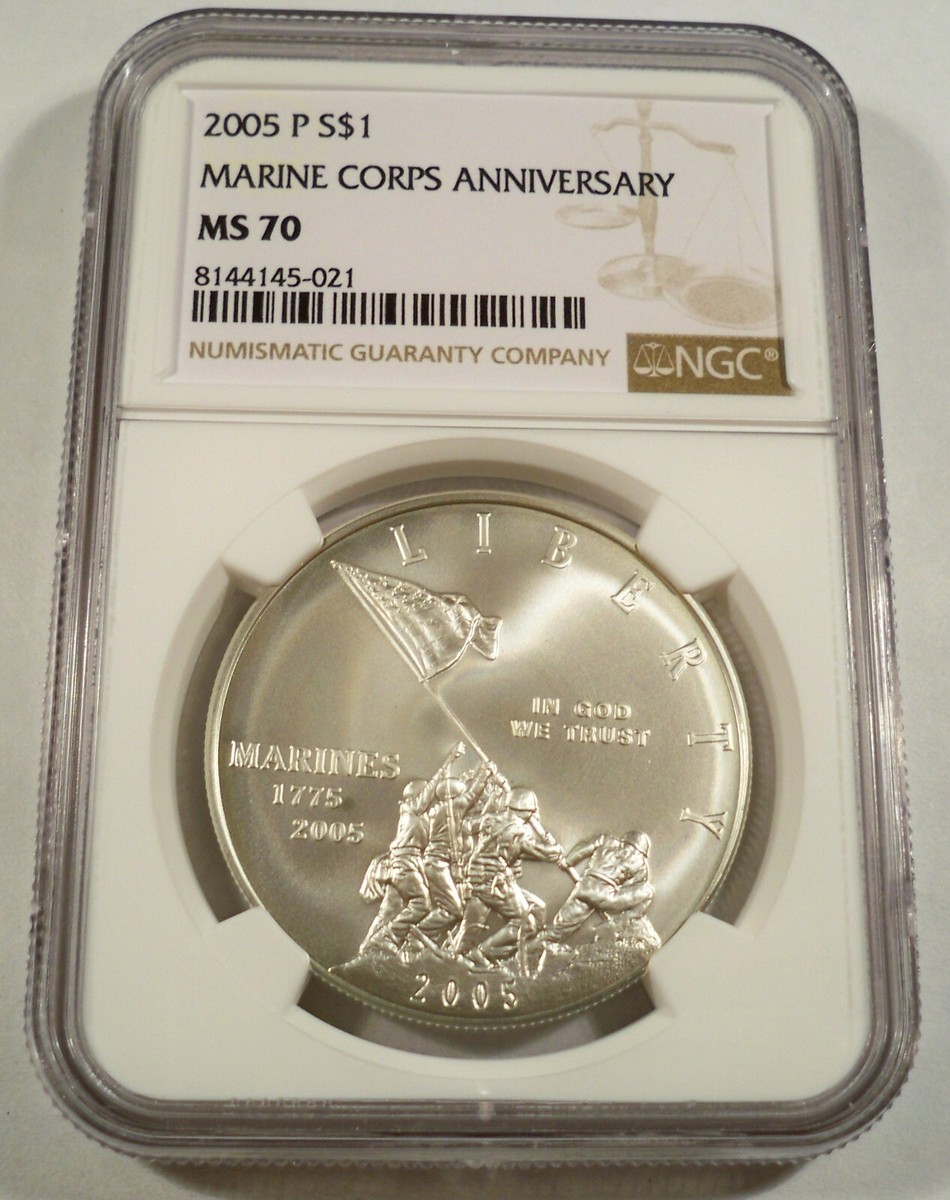 2005 P S$1
MARINE CORPS ANNIVERSARY
MS 70
8144145-021
NUMISMATIC GUARANTY COMPANY
NGC®
LIBERTY
IN GOD
WE TRUST
MARINES
1775
2005
2005